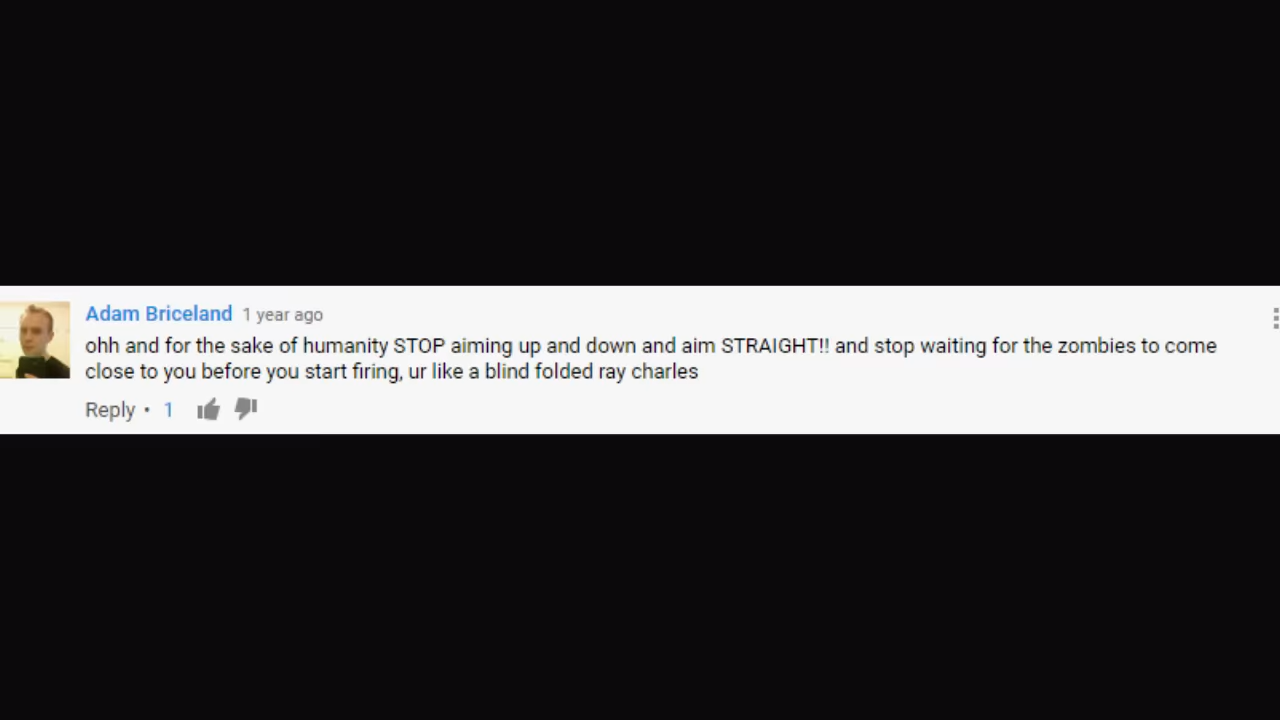 Adam Briceland 1 year ago
ohh and for the sake of humanity STOP aiming up and down and aim STRAIGHT!! and stop waiting for the zombies to come
close to you before you start firing, ur like a blind folded ray charles
Reply • 1